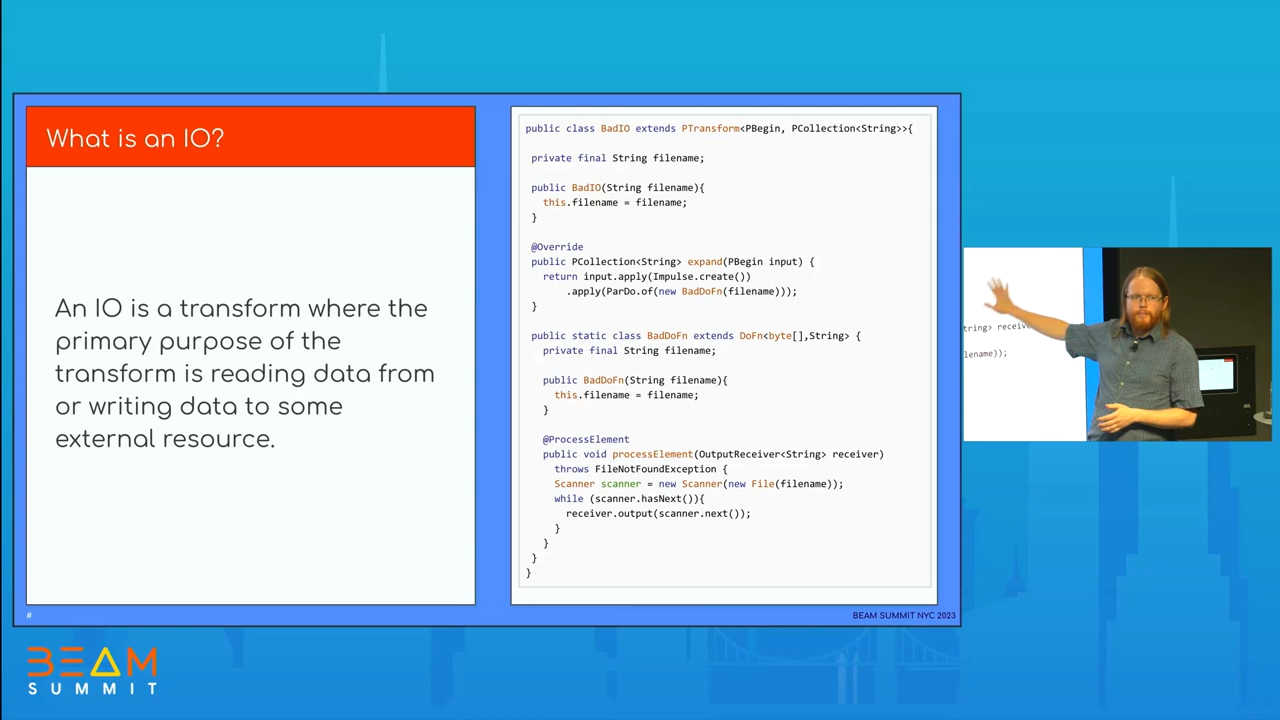 What is an IO?
An IO is a transform where the
primary purpose of the
transform is reading data from
or writing data to some
external resource.
public class BadIO extends PTransform<PBegin, PCollection<String>>{
private final String filename;
public BadIO(String filename){
this.filename = filename;
}
@Override
public PCollection<String> expand(PBegin input) {
return input.apply(Impulse.create())
.apply(ParDo.of(new BadDoFn(filename)));
}
public static class BadDoFn extends DoFn<byte[],String> {
private final String filename;
public BadDoFn(String filename){
this.filename = filename;
}
@ProcessElement
public void processElement(OutputReceiver<String> receiver)
throws FileNotFoundException {
Scanner scanner = new Scanner(new File(filename));
while (scanner.hasNext()){
receiver.output(scanner.next());
}
}
}
}
#
BEAM SUMMIT NYC 2023
tring> receive
lename));
BEAM
SUMMIT